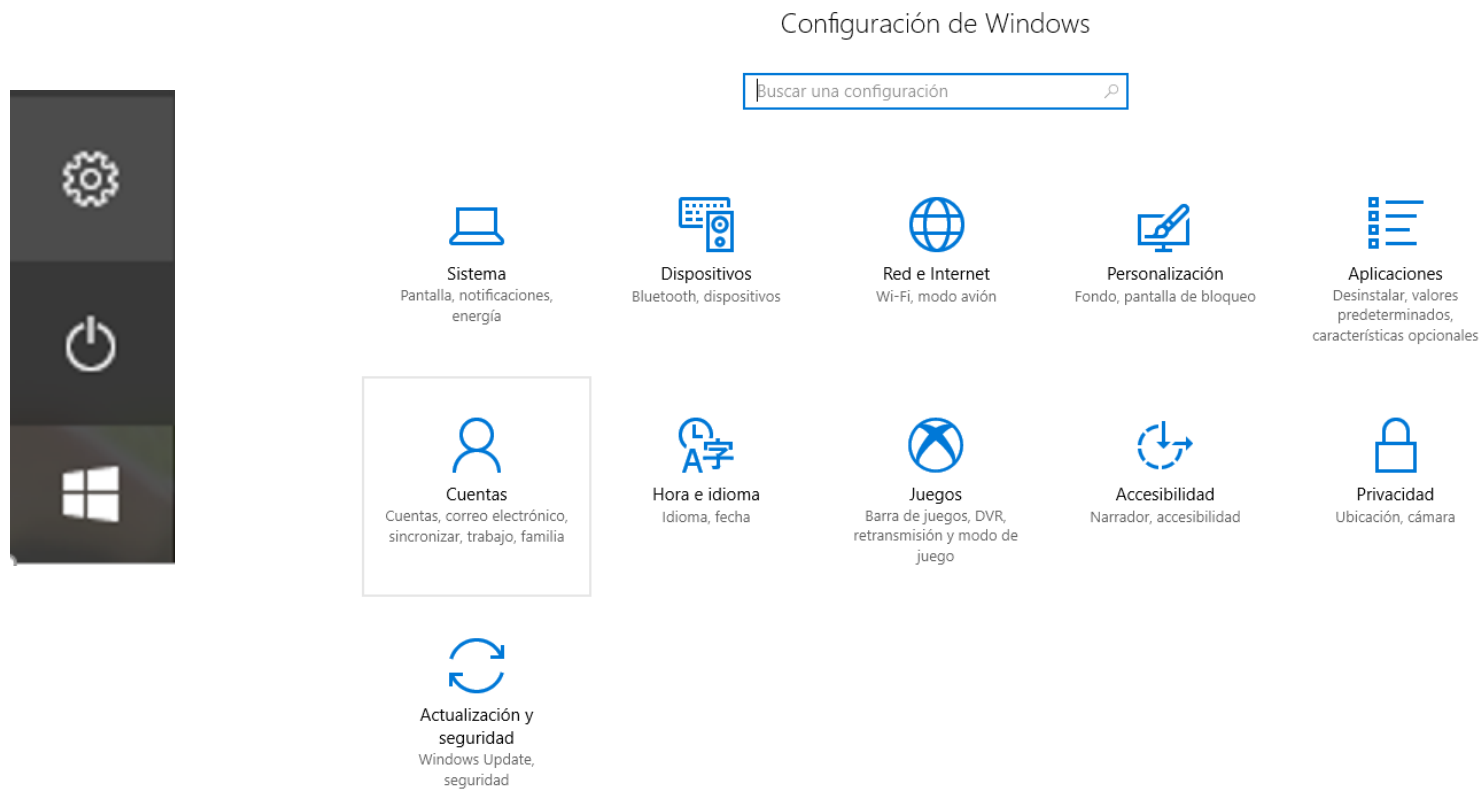 Configuración de Windows
Buscar una configuración
Sistema
Pantalla, notificaciones,
energía
Dispositivos
Bluetooth, dispositivos
Red e Internet
Wi-Fi, modo avión
Personalización
Fondo, pantalla de bloqueo
Aplicaciones
Desinstalar, valores
predeterminados,
características opcionales
Cuentas
Cuentas, correo electrónico,
sincronizar, trabajo, familia
Hora e idioma
Idioma, fecha
Juegos
Barra de juegos, DVR,
retransmisión y modo de
juego
Accesibilidad
Narrador, accesibilidad
Privacidad
Ubicación, cámara
Actualización y
seguridad
Windows Update,
seguridad